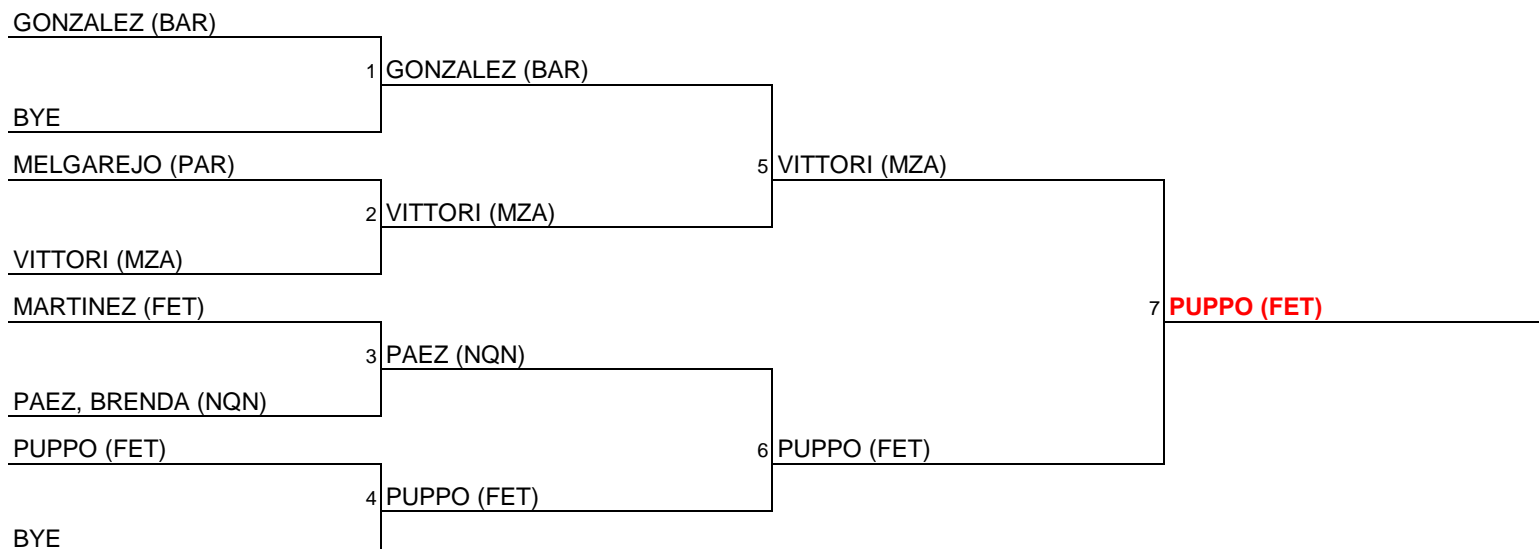 GONZALEZ (BAR)
1 GONZALEZ (BAR)
BYE
MELGAREJO (PAR)
5 VITTORI (MZA)
2 VITTORI (MZA)
VITTORI (MZA)
MARTINEZ (FET)
7 PUPPO (FET)
3 PAEZ (NQN)
PAEZ, BRENDA (NQN)
PUPPO (FET)
6 PUPPO (FET)
4 PUPPO (FET)
BYE